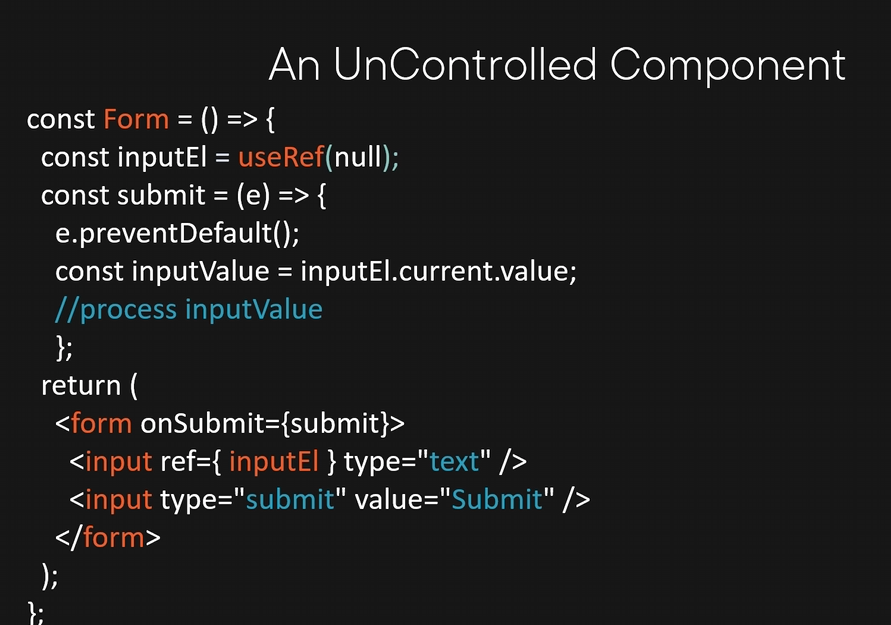 An UnControlled Component
const Form = () => {
const inputEl = useRef(null);
const submit = (e) => {
e.preventDefault();
const inputValue = inputEl.current.value;
//process inputValue
};
return (
<form onSubmit={submit}>
<input ref={ inputEl } type="text" />
<input type="submit" value="Submit" />
</form>
);
};